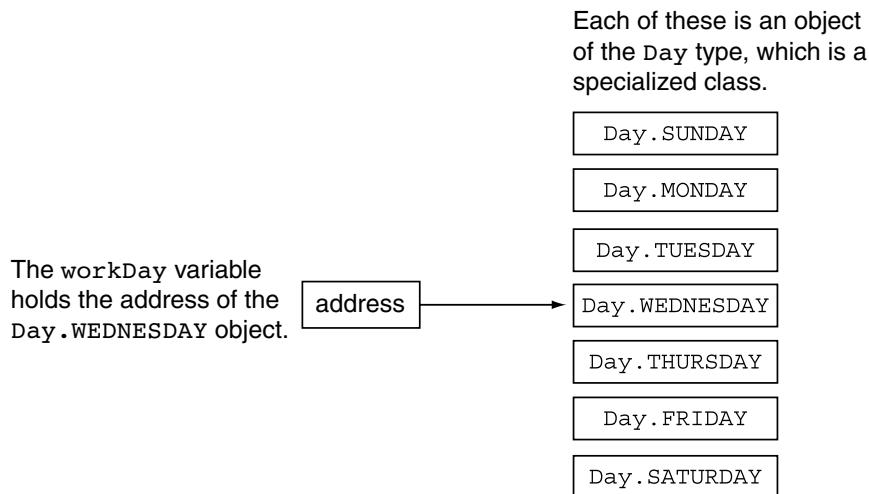 Each of these is an object
of the Day type, which is a
specialized class.
Day.SUNDAY
Day.MONDAY
Day.TUESDAY
The workDay variable
holds the address of the
Day.WEDNESDAY object.
address
Day.WEDNESDAY
Day.THURSDAY
Day.FRIDAY
Day.SATURDAY